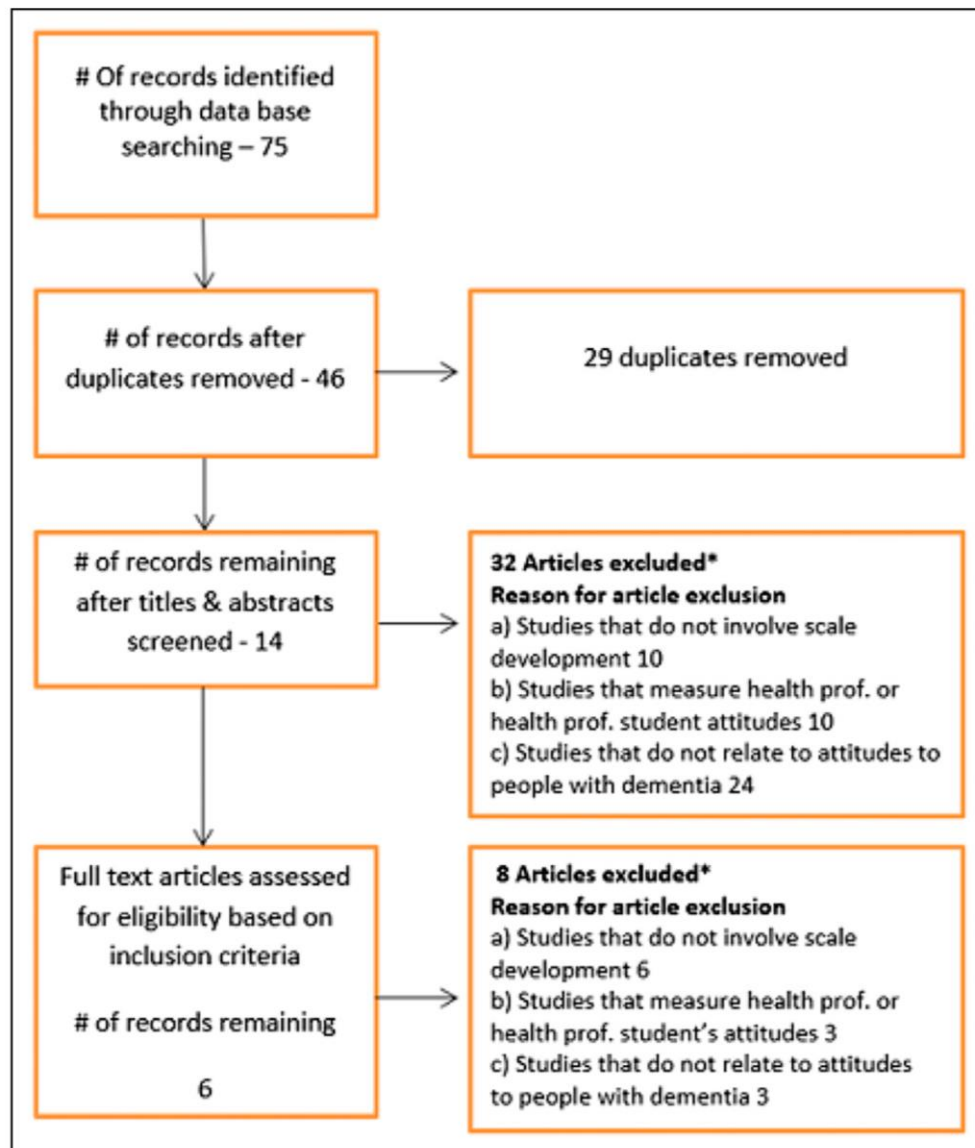 # Of records identified
through data base
searching – 75
# of records after
duplicates removed - 46
29 duplicates removed
# of records remaining
after titles & abstracts
screened - 14
32 Articles excluded*
Reason for article exclusion
a) Studies that do not involve scale
development 10
b) Studies that measure health prof. or
health prof. student attitudes 10
c) Studies that do not relate to attitudes to
people with dementia 24
Full text articles assessed
for eligibility based on
inclusion criteria
# of records remaining
6
8 Articles excluded*
Reason for article exclusion
a) Studies that do not involve scale
development 6
b) Studies that measure health prof. or
health prof. student’s attitudes 3
c) Studies that do not relate to attitudes
to people with dementia 3